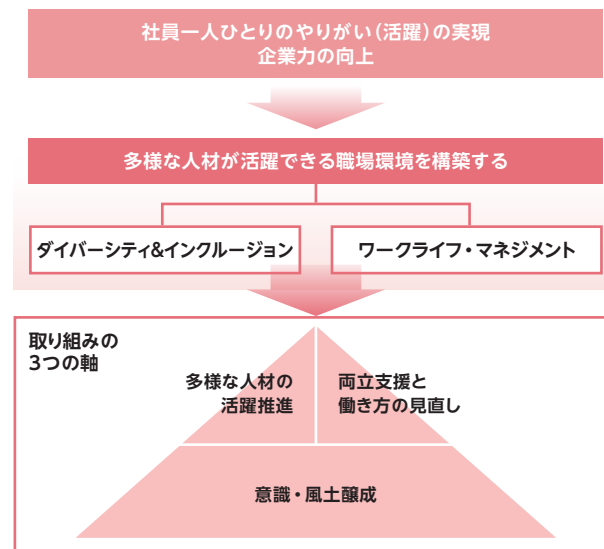 社員一人ひとりのやりがい（活躍）の実現
企業力の向上
多様な人材が活躍できる職場環境を構築する
ダイバーシティ&インクルージョン
ワークライフ・マネジメント
取り組みの
3つの軸
多様な人材の
活躍推進
両立支援と
働き方の見直し
意識・風土醸成